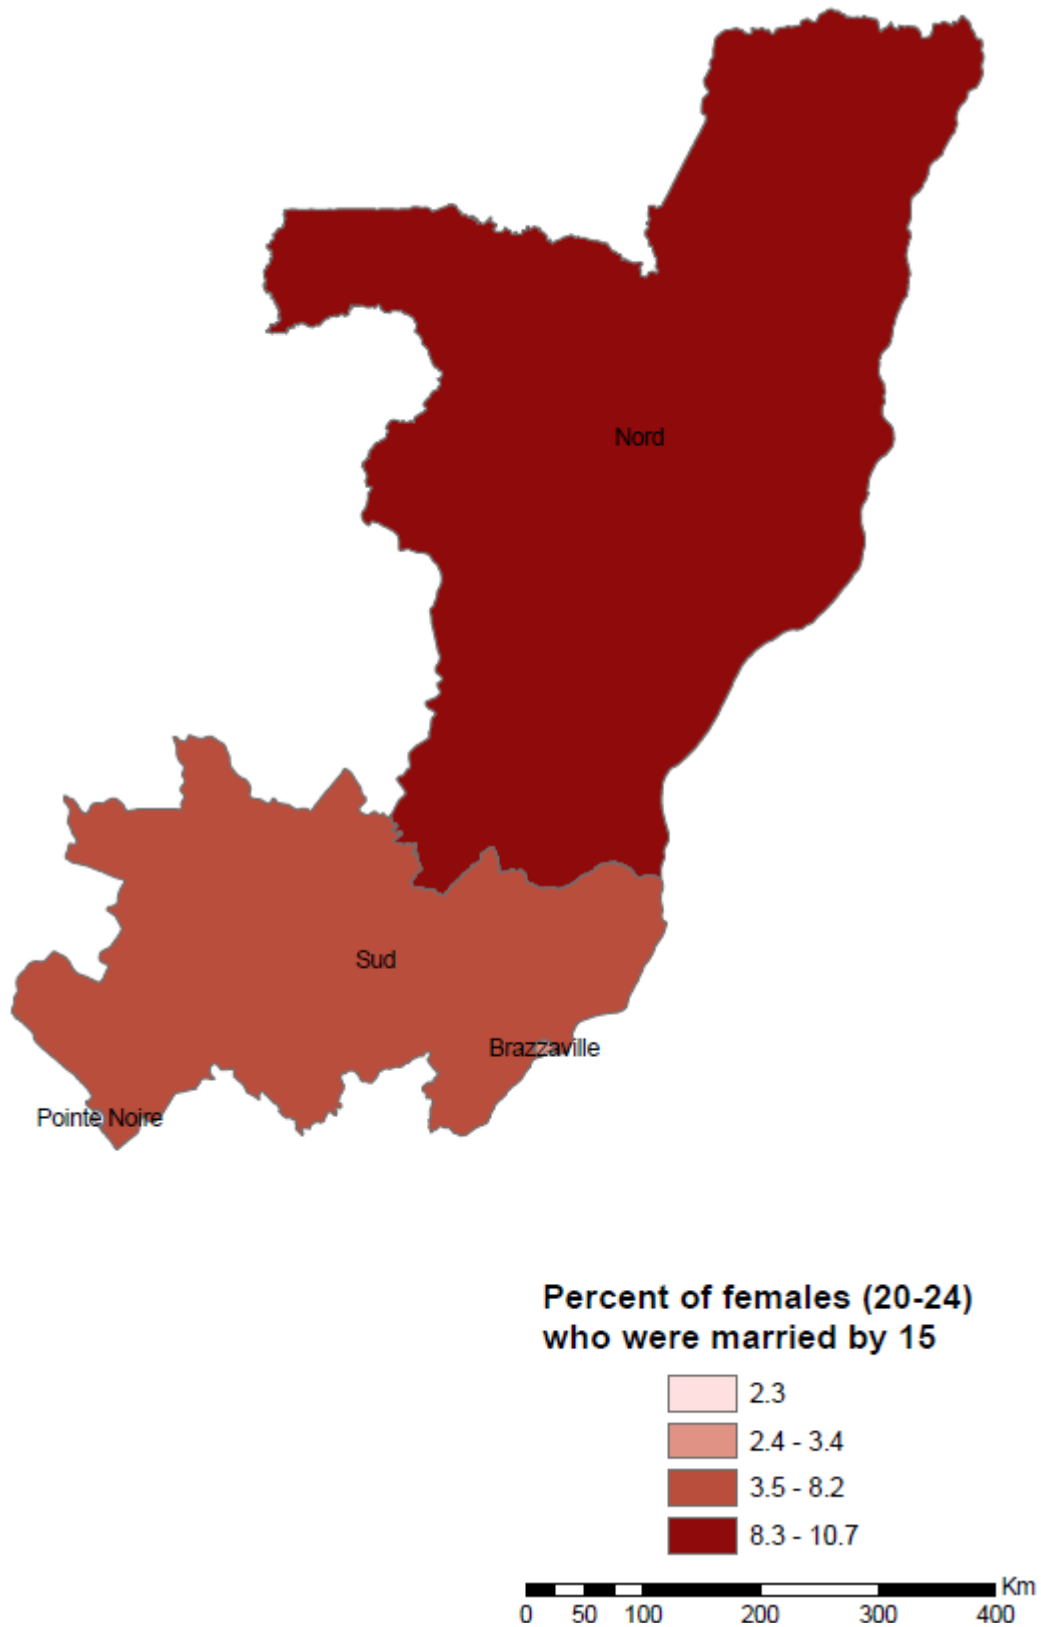 Nord
Sud
Brazzaville
Pointe Noire
Percent of females (20-24)
who were married by 15
2.3
2.4 - 3.4
3.5 - 8.2
8.3 - 10.7
Km
0 50 100 200 300 400